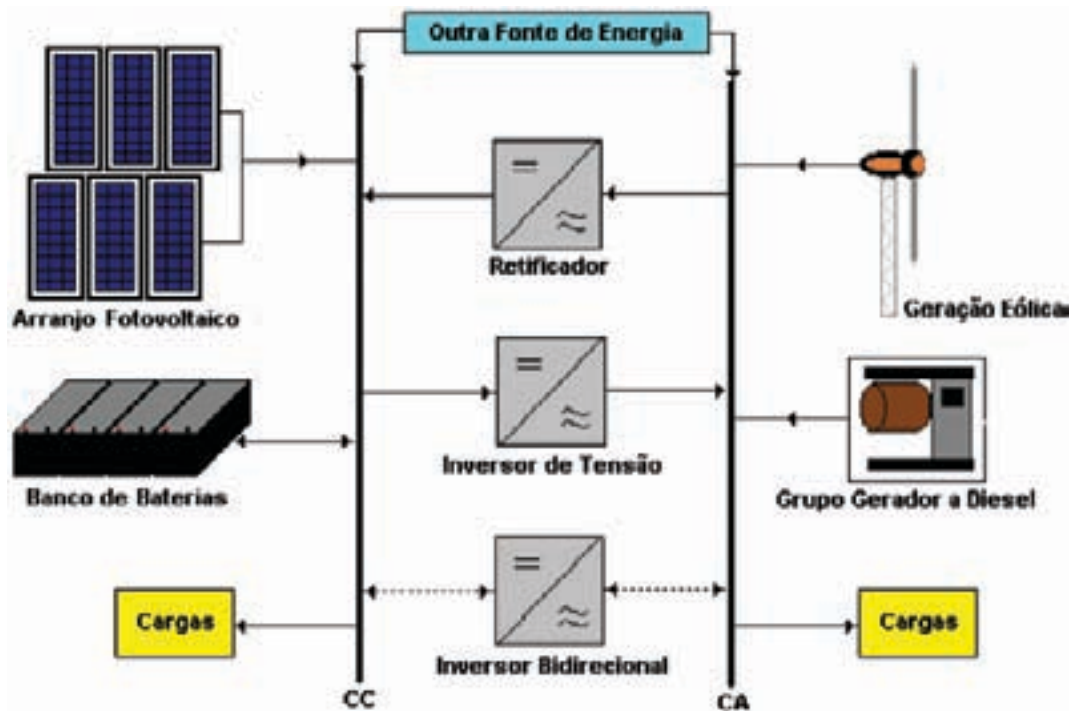 Outra Fonte de Energia
Retificador
Arranjo Fotovoltaico
Geração Eólica
Inversor de Tensão
Banco de Baterias
Grupo Gerador a Diesel
Cargas
Cargas
Inversor Bidirecional
CC
CA